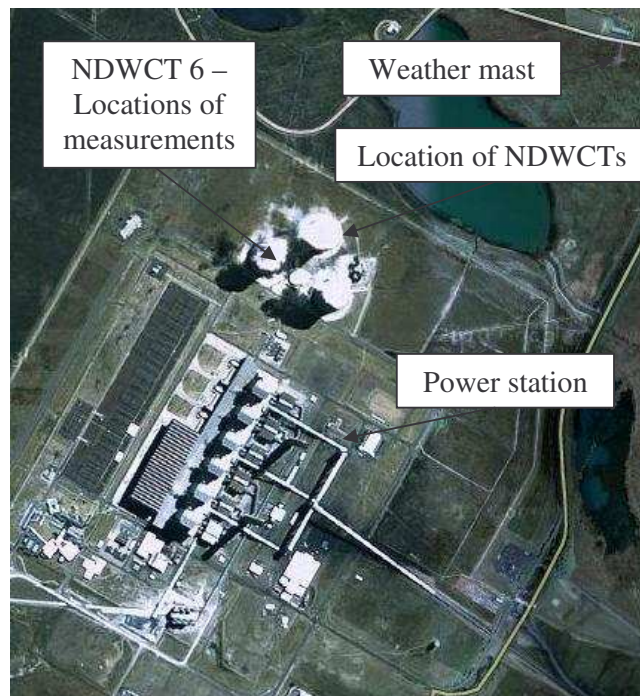 NDWCT 6 –
Locations of
measurements
Weather mast
Location of NDWCTs
Power station